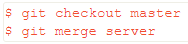 $ git checkout master
$ git merge server